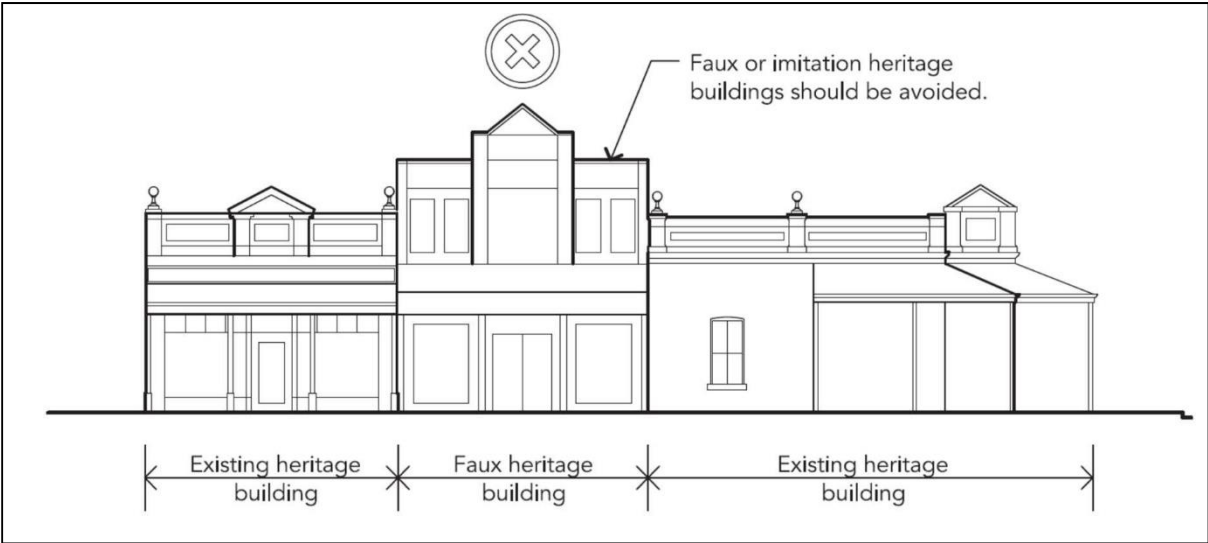 Faux or imitation heritage
buildings should be avoided.
Existing heritage
building
Faux heritage
building
Existing heritage
building